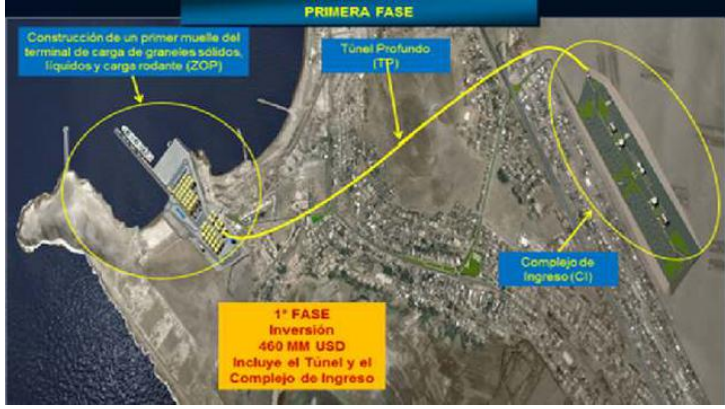 PRIMERA FASE
Construcción de un primer muelle del
terminal de carga de graneles sólidos,
líquidos y carga rodante (ZOP)
Túnel Profundo
(TP)
Complejo de
Ingreso (CI)
1° FASE
Inversión
460 MM USD
Incluye el Túnel y el
Complejo de Ingreso